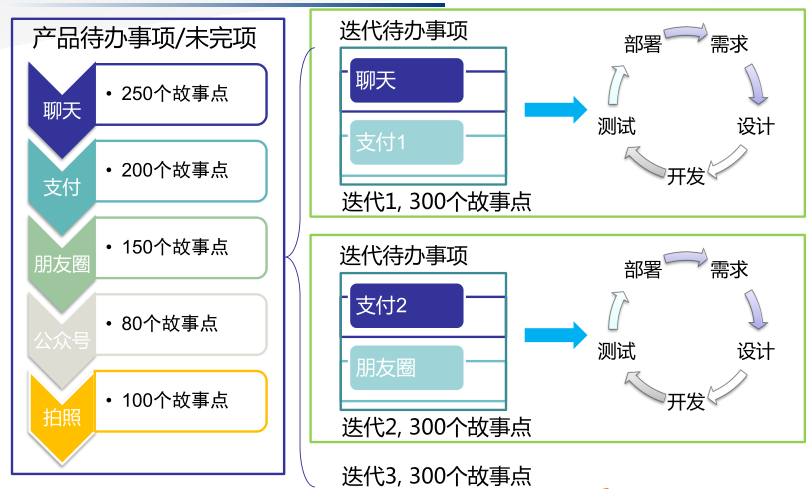 产品待办事项/未完项
聊天
• 250个故事点
支付
• 200个故事点
朋友圈
• 150个故事点
公众号
• 80个故事点
拍照
• 100个故事点
迭代待办事项
聊天
支付1
迭代1, 300个故事点
部署
需求
测试
设计
开发
迭代待办事项
支付2
朋友圈
迭代2, 300个故事点
部署
需求
测试
设计
开发
迭代3, 300个故事点